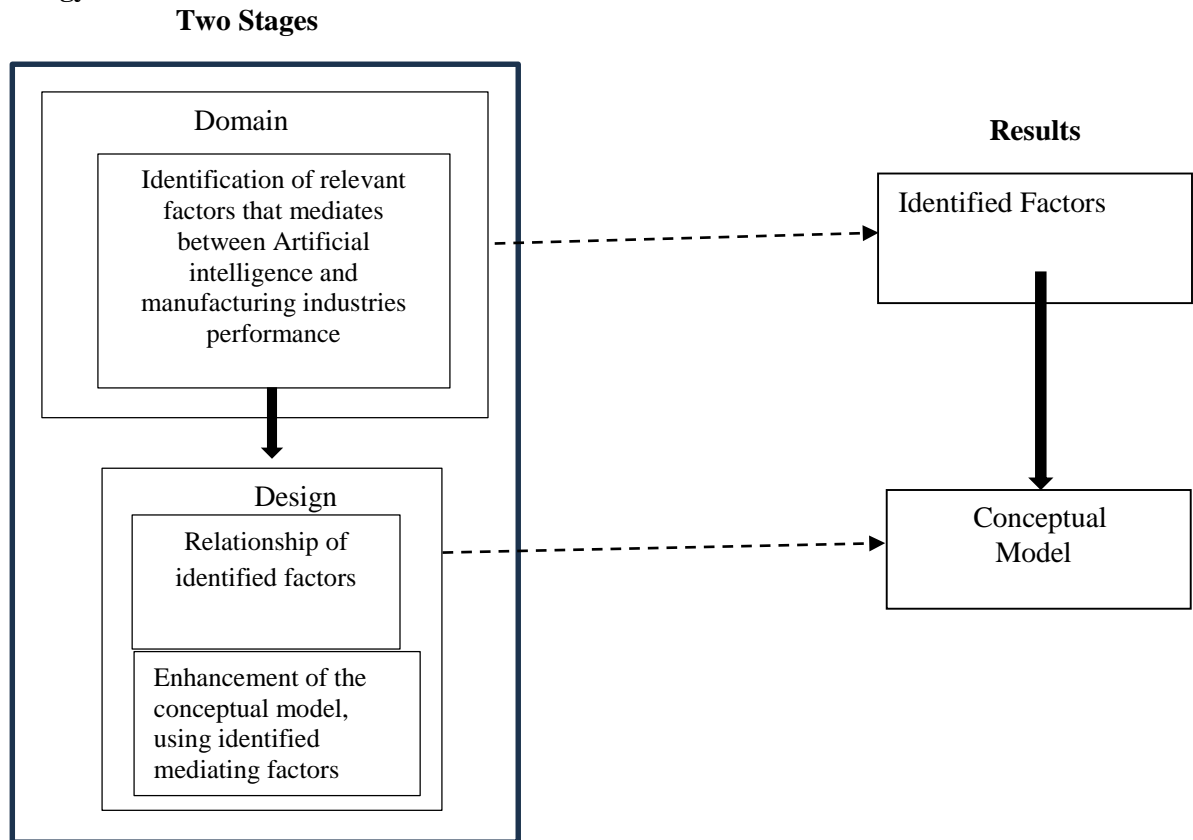 gy
Two Stages
Domain
Identification of relevant
factors that mediates
between Artificial
intelligence and
manufacturing industries
performance
Design
Relationship of
identified factors
Enhancement of the
conceptual model,
using identified
mediating factors
Results
Identified Factors
Conceptual
Model